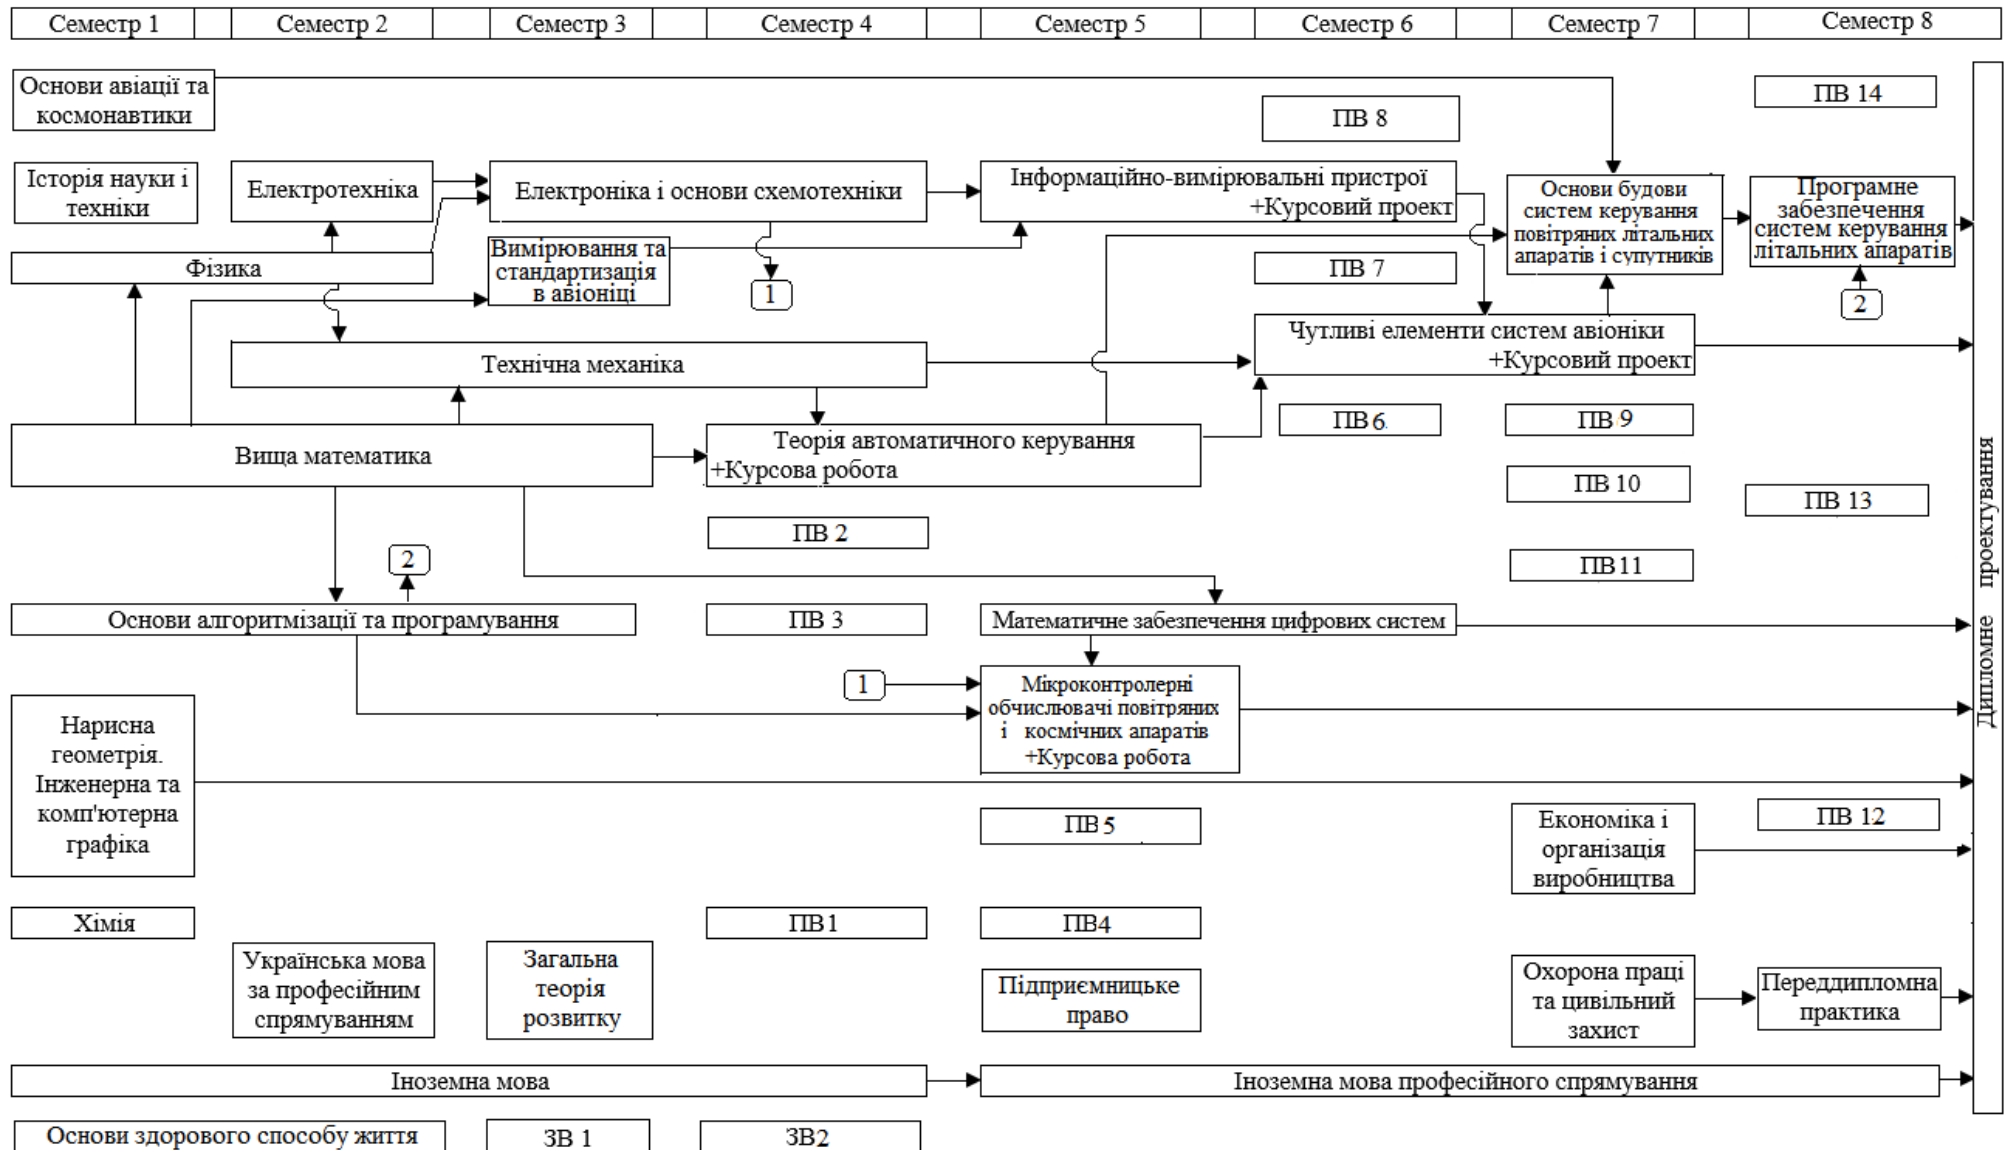 Семестр 1
Семестр 2
Семестр 3
Семестр 4
Семестр 5
Семестр 6
Семестр 7
Семестр 8
Основи авіації та
космонавтики
ПВ 14
ПВ 8
Історія науки і
техніки
Електротехніка
Електроніка і основи схемотехніки
Інформаційно-вимірювальні пристрої
+Курсовий проект
Основи будови
систем керування
повітряних літальних
апаратів і супутників
Програмне
забезпечення
систем керування
літальних апаратів
Фізика
Вимірювання та
стандартизація
в авіоніці
1
ПВ 7
2
Технічна механіка
Чутливі елементи систем авіоніки
+Курсовий проект
Вища математика
Теорія автоматичного керування
+Курсова робота
ПВ 6
ПВ 9
ПВ 10
ПВ 13
ПВ 2
2
ПВ 11
Основи алгоритмізації та програмування
ПВ 3
Математичне забезпечення цифрових систем
Дипломне проектування
1
Мікроконтролерні
обчислювачі повітряних
і космічних апаратів
+Курсова робота
Нарисна
геометрія.
Інженерна та
комп'ютерна
графіка
ПВ 5
Економіка і
організація
виробництва
ПВ 12
Хімія
ПВ1
ПВ4
Українська мова
за професійним
спрямуванням
Загальна
теорія
розвитку
Підприємницьке
право
Охорона праці
та цивільний
захист
Переддипломна
практика
Іноземна мова
Іноземна мова професійного спрямування
Основи здорового способу життя
ЗВ 1
ЗВ2